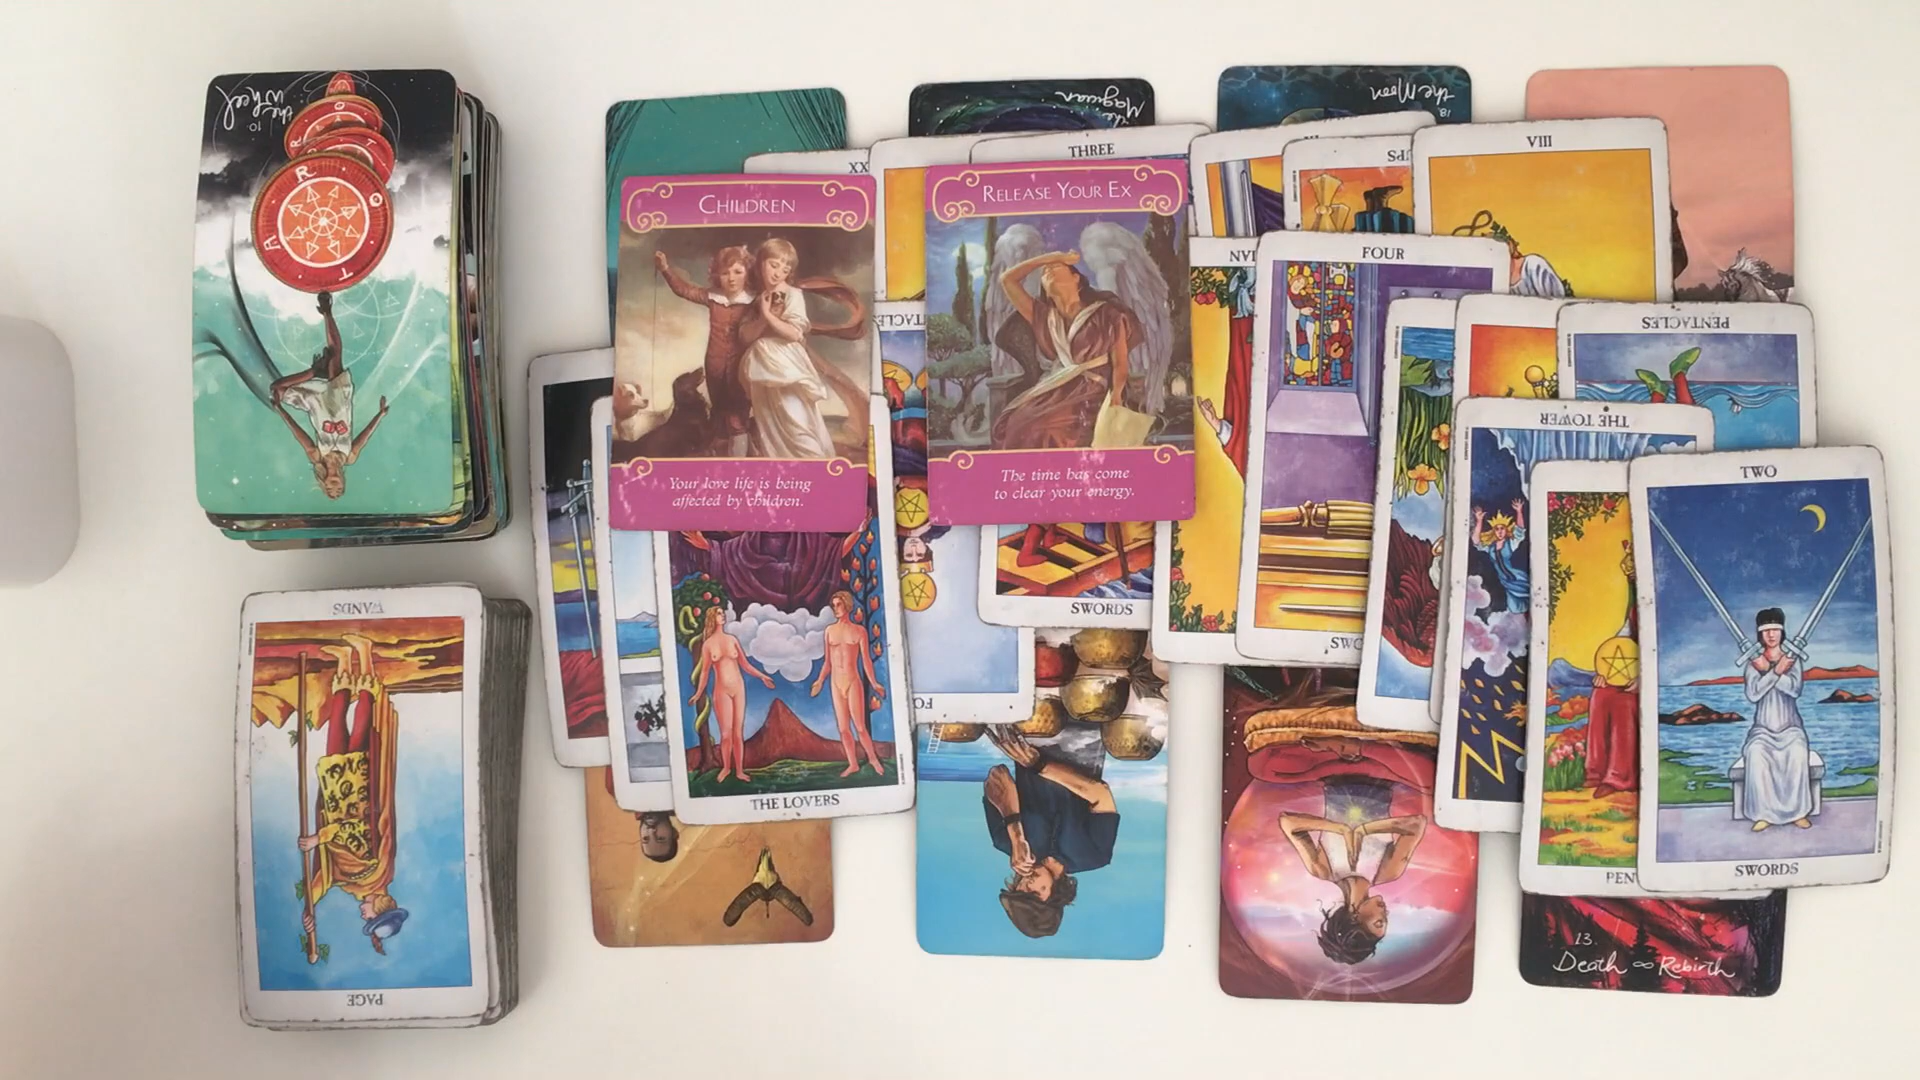 the
Wheel
10
T
A
R
O
T
A
R
O
T
WANDS
PAGE
XX
CHILDREN
Your love life is being
affected by children.
THE LOVERS
the
Magician
THREE
SWORDS
RELEASE YOUR EX
The time has come
to clear your energy.
18.
the Moon
VIII
FOUR
PENTACLES
THE TOWER
TWO
SWORDS
13.
Death ∞ Rebirth